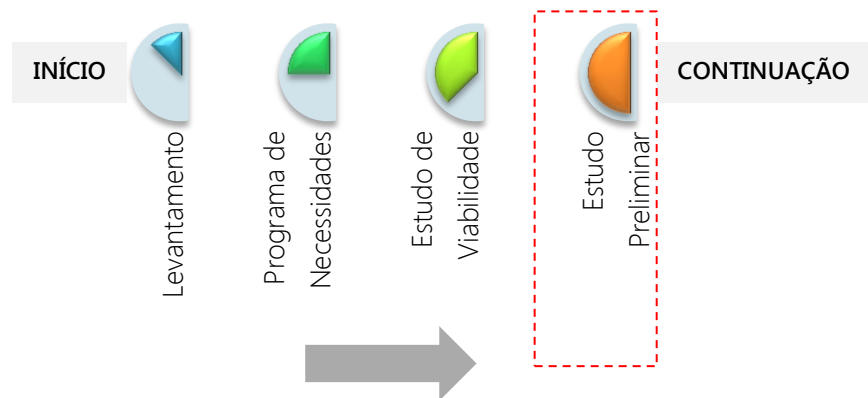 INÍCIO
CONTINUAÇÃO
Levantamento
Programa de
Necessidades
Estudo de
Viabilidade
Estudo
Preliminar